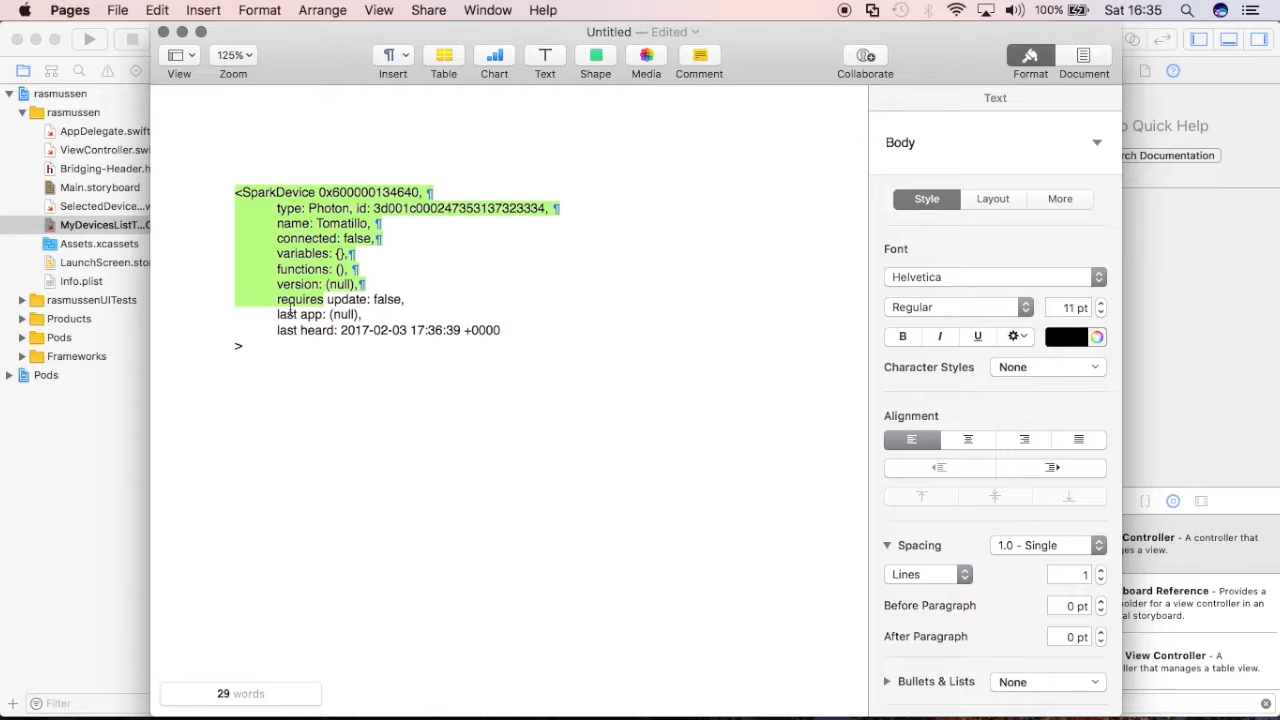 Pages File Edit Insert Format Arrange View Share Window Help 100% Sat 16:35
Untitled — Edited
125%
View Zoom Insert Table Chart Text Shape Media Comment Collaborate Format Document
rasmussen
rasmussen
AppDelegate.swift
ViewController.swi
Bridging-Header.h
Main.storyboard
SelectedDevice...w
MyDevicesListT...C
Assets.xcassets
LaunchScreen.sto
Info.plist
rasmussenUITests
Products
Pods
Frameworks
Pods
Filter
<SparkDevice 0x600000134640, ¶
type: Photon, id: 3d001c000247353137323334, ¶
name: Tomatillo, ¶
connected: false,¶
variables: {},¶
functions: (), ¶
version: (null),¶
requires update: false,
last app: (null),
last heard: 2017-02-03 17:36:39 +0000
>
29 words
Text
Body
Style Layout More
Font
Helvetica
Regular 11 pt
B I U
Character Styles None
Alignment
Spacing 1.0 - Single
Lines 1
Before Paragraph 0 pt
After Paragraph 0 pt
Bullets & Lists None
o Quick Help
rch Documentation
Controller - A controller that
ges a view.
board Reference - Provides a
holder for a view controller in an
al storyboard.
View Controller - A
ller that manages a table view.